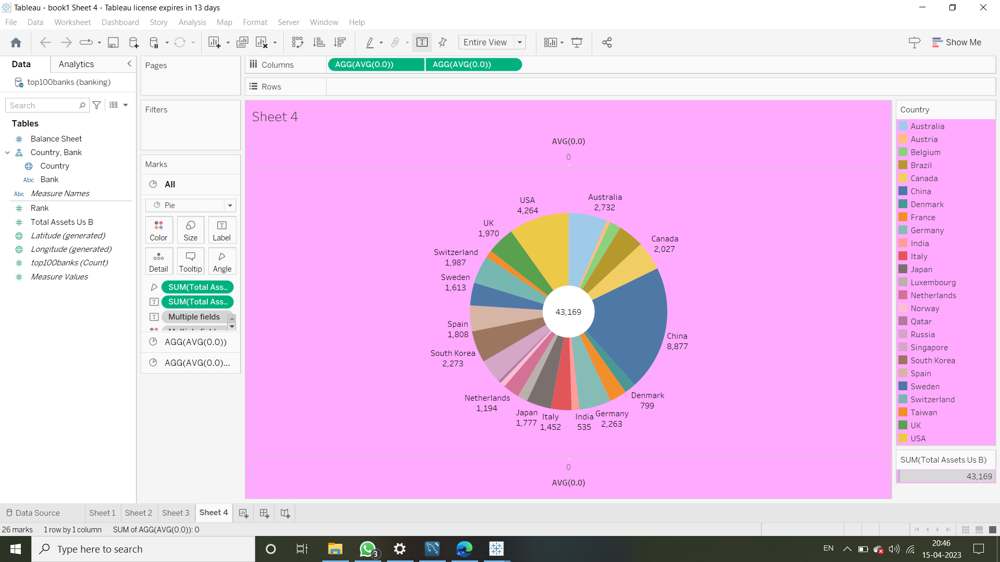 Tableau - book1 Sheet 4 - Tableau license expires in 13 days
File Data Worksheet Dashboard Story Analysis Map Format Server Window Help
T Entire View Show Me
Data Analytics
top100banks (banking)
Search
Tables
Balance Sheet
Country, Bank
Country
Abc Bank
Abc Measure Names
Rank
Total Assets Us B
Latitude (generated)
Longitude (generated)
top100banks (Count)
Measure Values
Pages
Filters
Marks
All
Pie
Color Size Label
Detail Tooltip Angle
SUM(Total Ass..
SUM(Total Ass..
Multiple fields
AGG(AVG(0.0))
AGG(AVG(0.0)...
Columns AGG(AVG(0.0)) AGG(AVG(0.0))
Rows
Sheet 4
AVG(0.0)
0
USA
4,264
Australia
2,732
UK
1,970
Canada
2,027
Switzerland
1,987
Sweden
1,613
43,169
Spain
1,808
China
8,877
South Korea
2,273
Netherlands
1,194
Denmark
799
Japan
1,777
Italy
1,452
India
535
Germany
2,263
0
AVG(0.0)
Country
Australia
Austria
Belgium
Brazil
Canada
China
Denmark
France
Germany
India
Italy
Japan
Luxembourg
Netherlands
Norway
Qatar
Russia
Singapore
South Korea
Spain
Sweden
Switzerland
Taiwan
UK
USA
SUM(Total Assets Us B)
43,169
Data Source Sheet 1 Sheet 2 Sheet 3 Sheet 4
26 marks 1 row by 1 column SUM of AGG(AVG(0.0)): 0
Type here to search
3
EN
20:46
15-04-2023